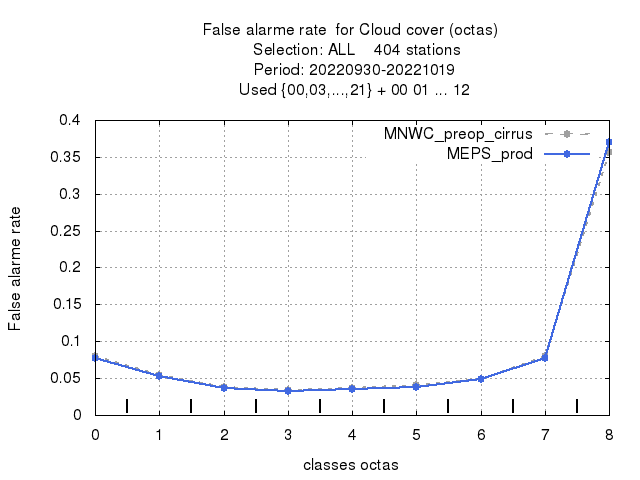 False alarme rate  for Cloud cover (octas)
Selection: ALL    404 stations
Period: 20220930-20221019
Used {00,03,...,21} + 00 01 ... 12
MNWC_preop_cirrus
MEPS_prod
0.4
0.35
0.3
0.25
0.2
0.15
0.1
0.05
0
False alarme rate
0 1 2 3 4 5 6 7 8
classes octas